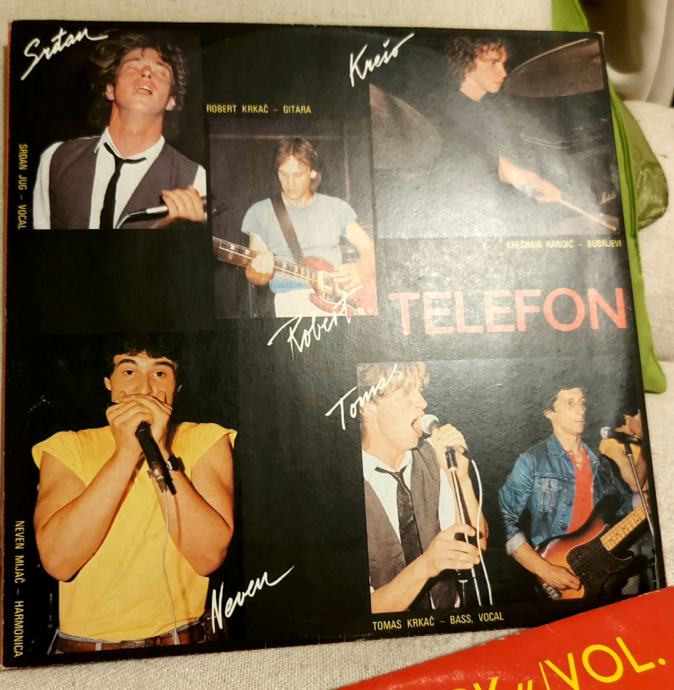 Srđan
Krešo
ROBERT KRKAČ – GITARA
SRĐAN JUG – VOCAL
KREŠIMIR RANDIĆ – BUBNJEVI
TELEFON
Robert
Tomas
NEVEN MIJAČ – HARMONICA
Neven
TOMAS KRKAČ – BASS, VOCAL
/VOL.